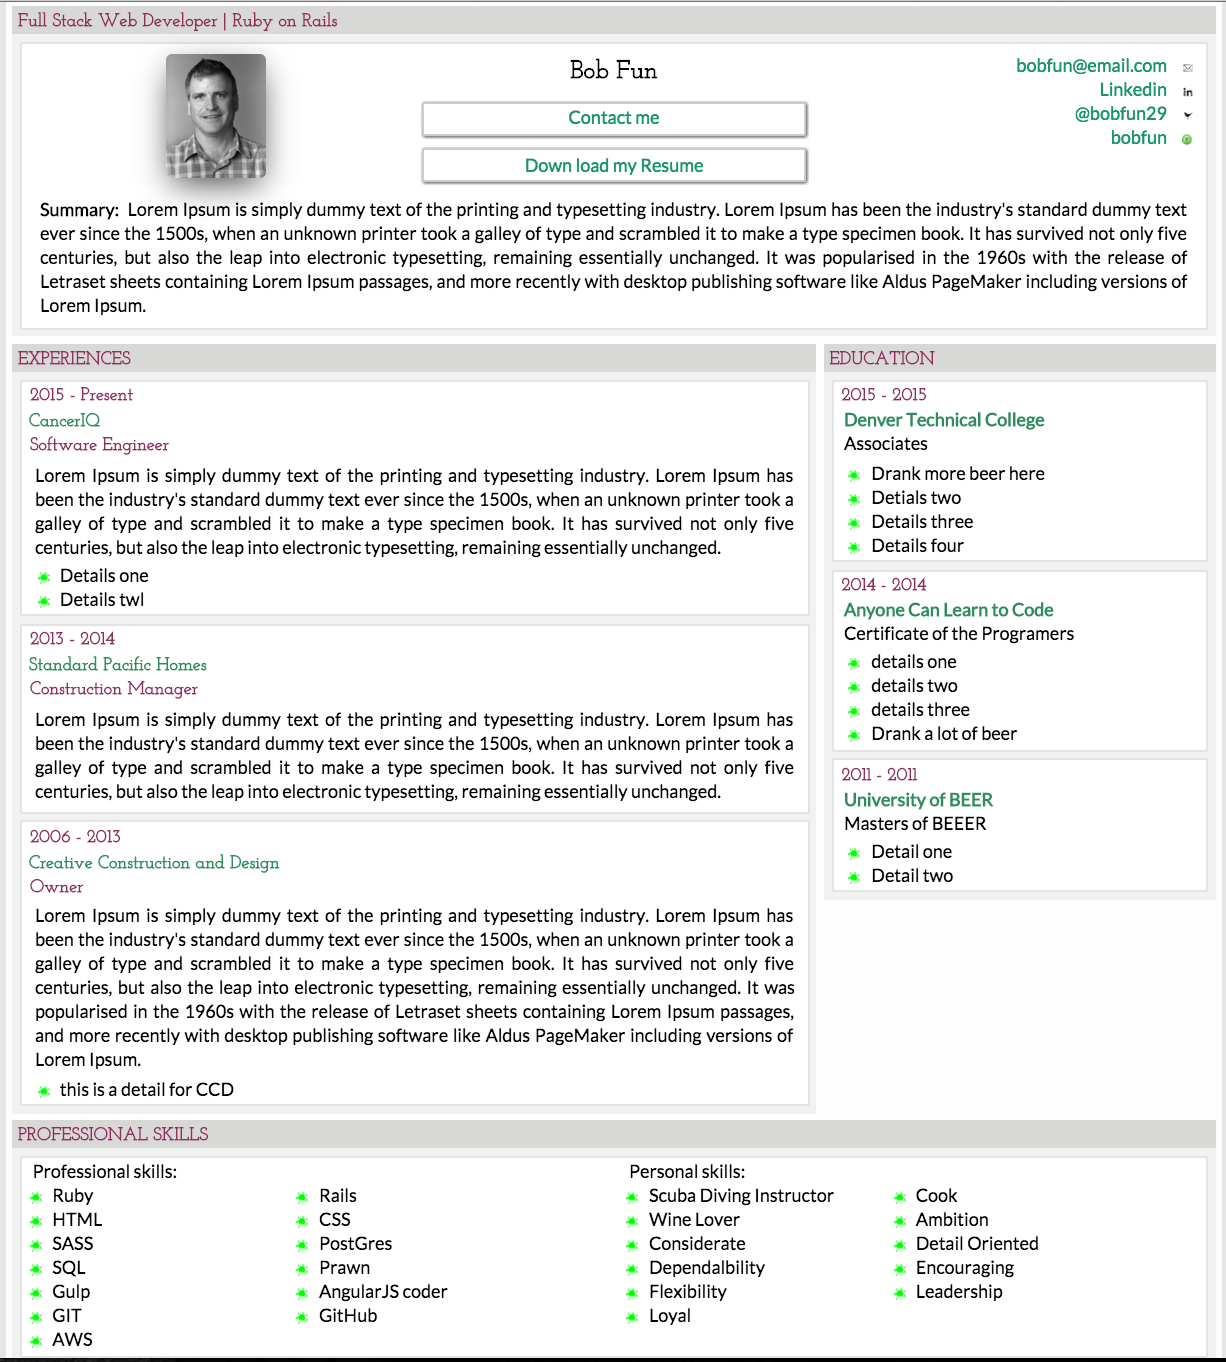 Full Stack Web Developer | Ruby on Rails
Bob Fun
Contact me
Down load my Resume
bobfun@email.com
Linkedin
in
@bobfun29
bobfun
Summary: Lorem Ipsum is simply dummy text of the printing and typesetting industry. Lorem Ipsum has been the industry's standard dummy text
ever since the 1500s, when an unknown printer took a galley of type and scrambled it to make a type specimen book. It has survived not only five
centuries, but also the leap into electronic typesetting, remaining essentially unchanged. It was popularised in the 1960s with the release of
Letraset sheets containing Lorem Ipsum passages, and more recently with desktop publishing software like Aldus PageMaker including versions of
Lorem Ipsum.
EXPERIENCES
2015 - Present
CancerIQ
Software Engineer
Lorem Ipsum is simply dummy text of the printing and typesetting industry. Lorem Ipsum has
been the industry's standard dummy text ever since the 1500s, when an unknown printer took a
galley of type and scrambled it to make a type specimen book. It has survived not only five
centuries, but also the leap into electronic typesetting, remaining essentially unchanged.
Details one
Details twl
2013 - 2014
Standard Pacific Homes
Construction Manager
Lorem Ipsum is simply dummy text of the printing and typesetting industry. Lorem Ipsum has
been the industry's standard dummy text ever since the 1500s, when an unknown printer took a
galley of type and scrambled it to make a type specimen book. It has survived not only five
centuries, but also the leap into electronic typesetting, remaining essentially unchanged.
2006 - 2013
Creative Construction and Design
Owner
Lorem Ipsum is simply dummy text of the printing and typesetting industry. Lorem Ipsum has
been the industry's standard dummy text ever since the 1500s, when an unknown printer took a
galley of type and scrambled it to make a type specimen book. It has survived not only five
centuries, but also the leap into electronic typesetting, remaining essentially unchanged. It was
popularised in the 1960s with the release of Letraset sheets containing Lorem Ipsum passages,
and more recently with desktop publishing software like Aldus PageMaker including versions of
Lorem Ipsum.
this is a detail for CCD
EDUCATION
2015 - 2015
Denver Technical College
Associates
Drank more beer here
Detials two
Details three
Details four
2014 - 2014
Anyone Can Learn to Code
Certificate of the Programers
details one
details two
details three
Drank a lot of beer
2011 - 2011
University of BEER
Masters of BEEER
Detail one
Detail two
PROFESSIONAL SKILLS
Professional skills:
Ruby
HTML
SASS
SQL
Gulp
GIT
AWS
Rails
CSS
PostGres
Prawn
AngularJS coder
GitHub
Personal skills:
Scuba Diving Instructor
Wine Lover
Considerate
Dependalbility
Flexibility
Loyal
Cook
Ambition
Detail Oriented
Encouraging
Leadership